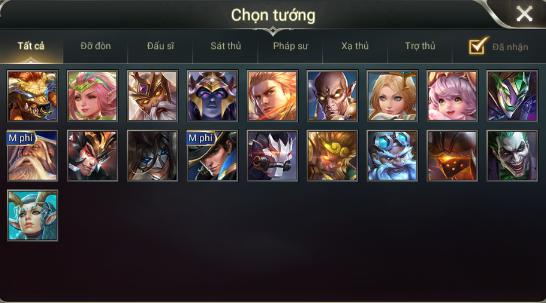 Chọn tướng
Tất cả Đỡ đòn Đấu sĩ Sát thủ Pháp sư Xạ thủ Trợ thủ Đã nhận
M phí M phí